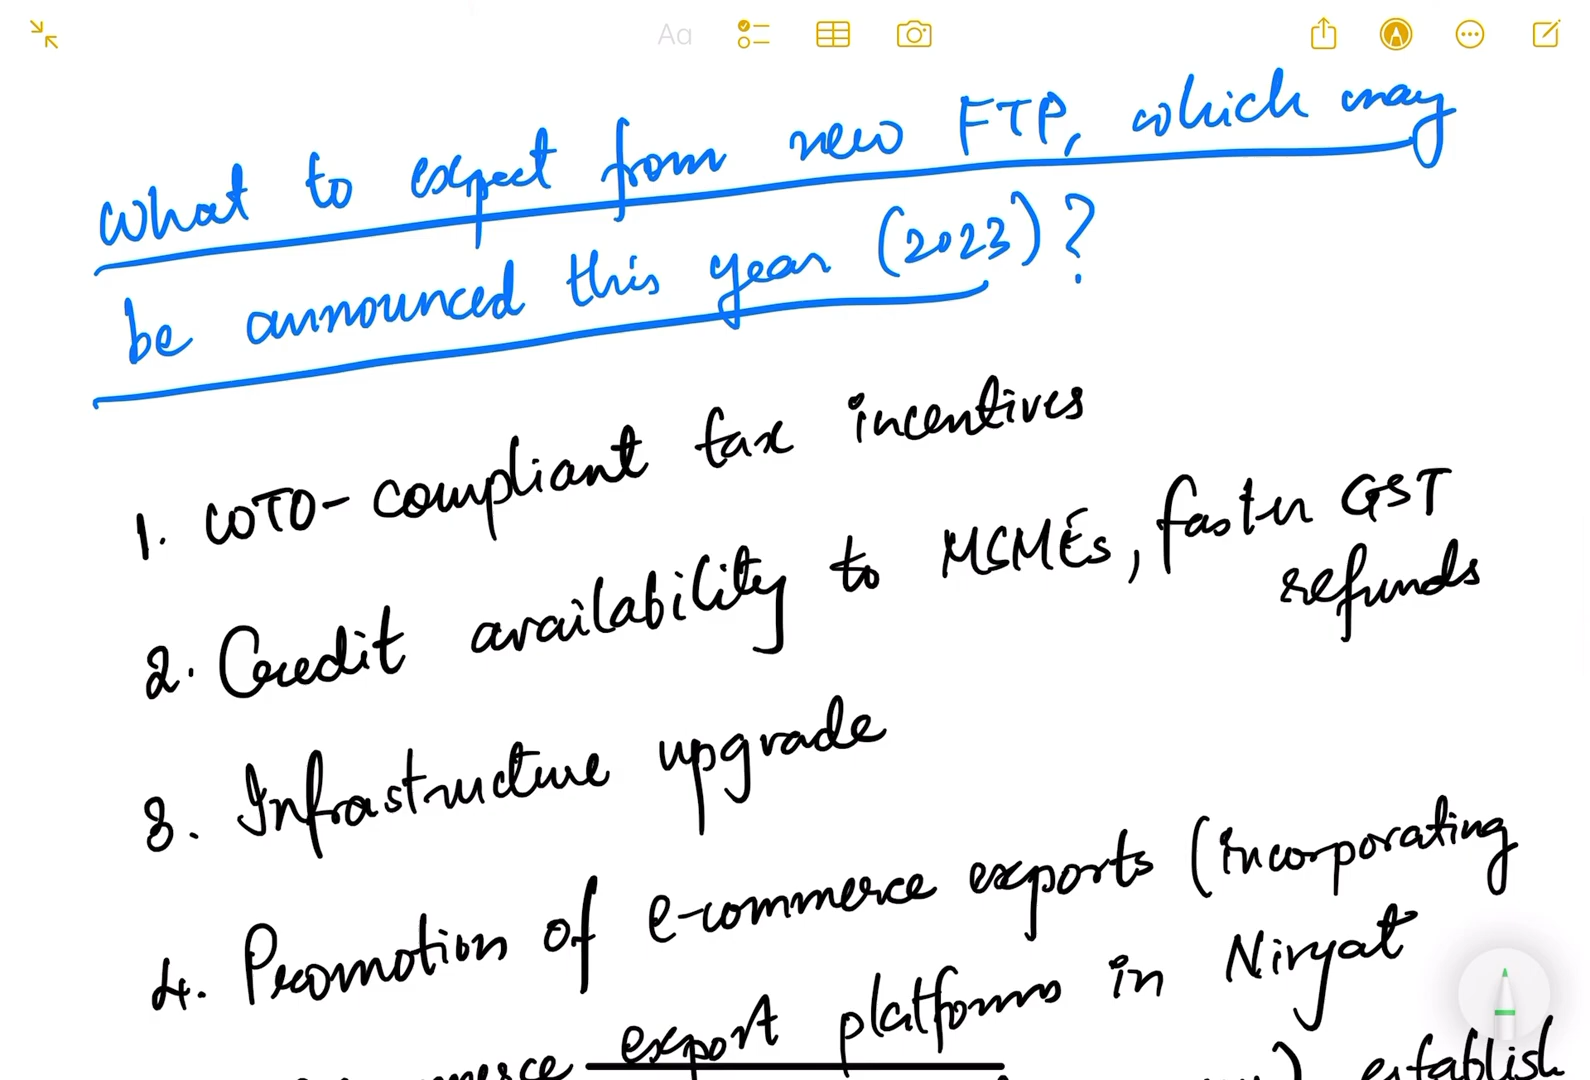 Aa
What to expect from new FTP, which may
be announced this year (2023)?
1. WTO-compliant tax incentives
2. Credit availability to MSMEs, faster GST
refunds
3. Infrastructure upgrade
4. Promotion of e-commerce exports (incorporating
export platforms in Niryat
establish